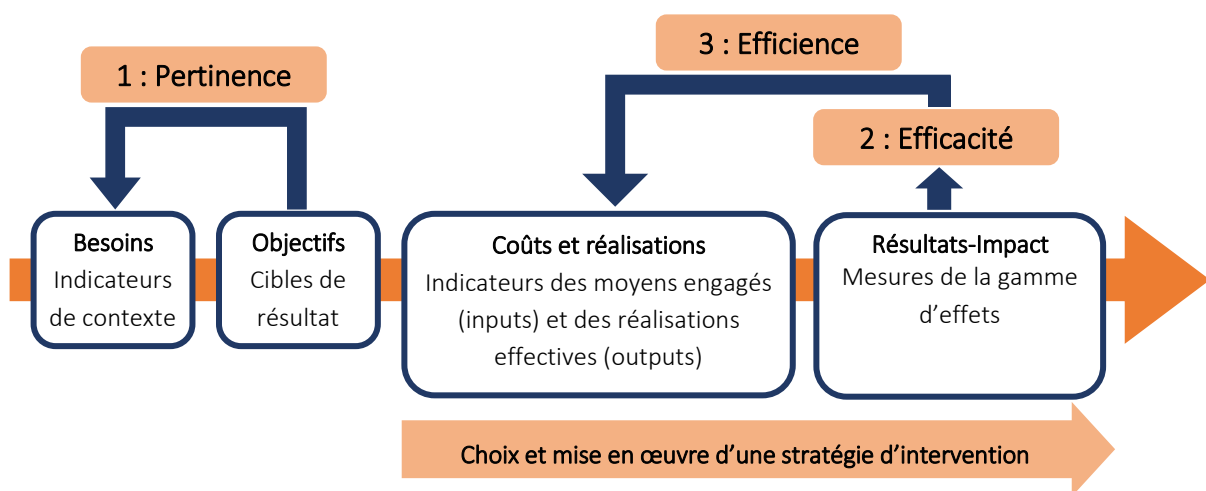 3 : Efficience
1 : Pertinence
2 : Efficacité
Besoins
Indicateurs
de contexte
Objectifs
Cibles de
résultat
Coûts et réalisations
Indicateurs des moyens engagés
(inputs) et des réalisations
effectives (outputs)
Résultats-Impact
Mesures de la gamme
d’effets
Choix et mise en œuvre d’une stratégie d’intervention